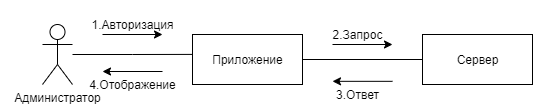 1.Авторизация
2.Запрос
Приложение
Сервер
4.Отображение
3.Ответ
Администратор